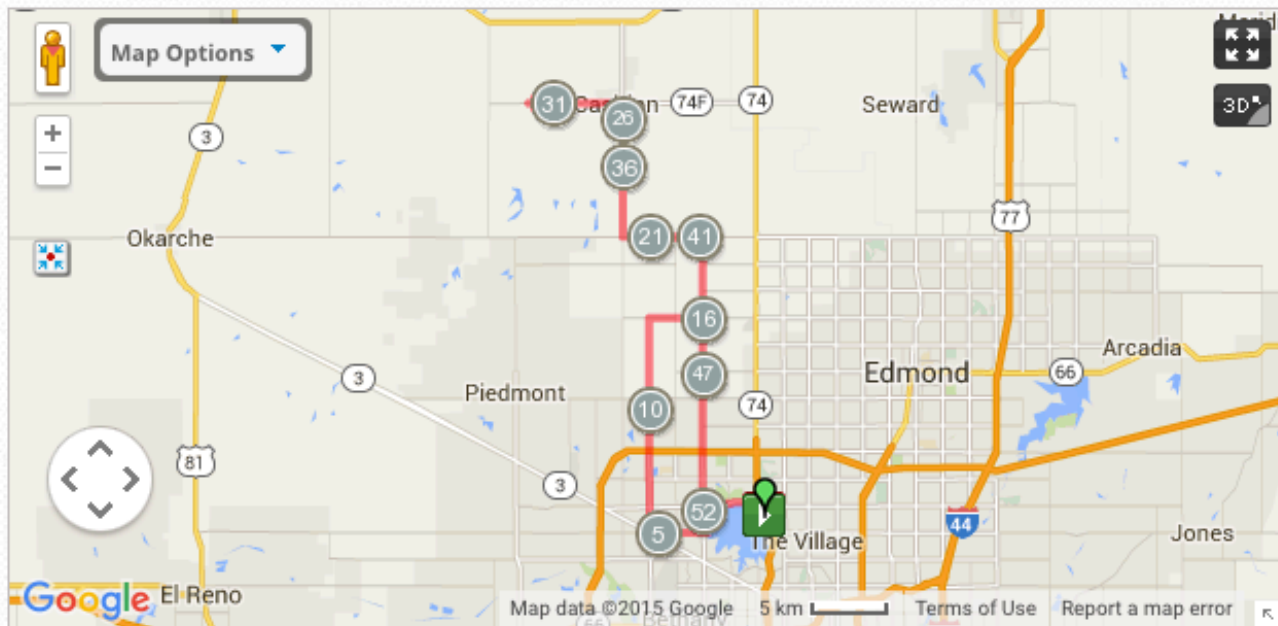 Map Options
+
−
3D
31
26
74F
74
Seward
3
36
77
Okarche
21
41
16
47
Arcadia
Edmond
66
3
Piedmont
10
74
81
3
52
5
44
The Village
Jones
Google
El Reno
Map data ©2015 Google
5 km
Terms of Use
Report a map error